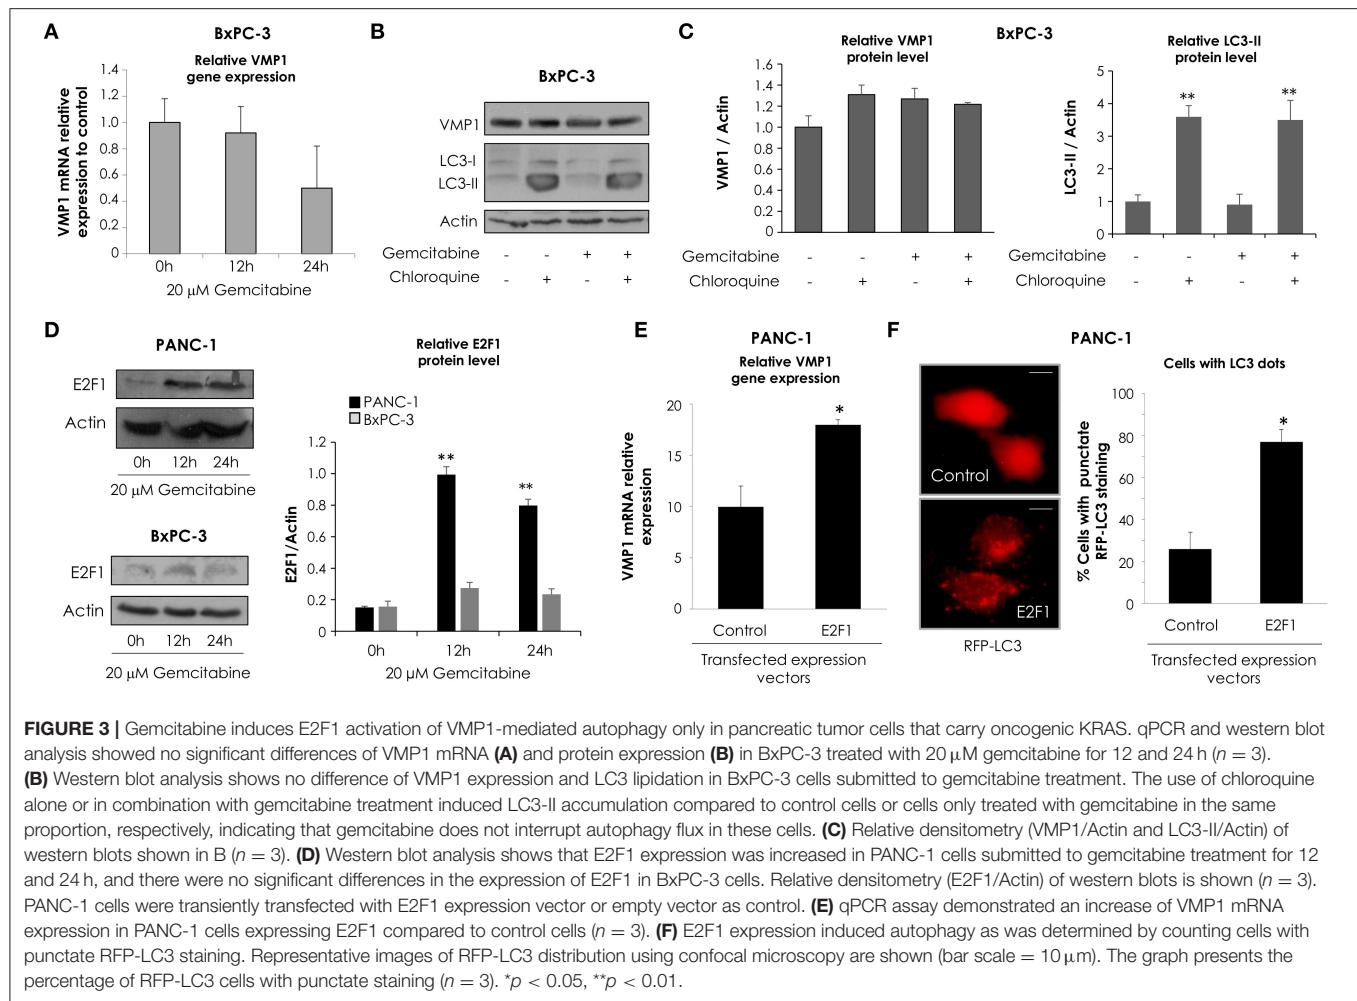 A
BxPC-3
Relative VMP1
gene expression
VMP1 mRNA relative
expression to control
1.4
1.2
1.0
0.8
0.6
0.4
0.2
0
0h 12h 24h
20 μM Gemcitabine
B
BxPC-3
VMP1
LC3-I
LC3-II
Actin
Gemcitabine - - + +
Chloroquine - + - +
C
BxPC-3
Relative VMP1
protein level
VMP1 / Actin
1.6
1.4
1.2
1.0
0.8
0.6
1.4
0.2
0
Gemcitabine - - + +
Chloroquine - + - +
Relative LC3-II
protein level
LC3-II / Actin
5
4
3
2
1
0
** **
Gemcitabine - - + +
Chloroquine - + - +
D
PANC-1
E2F1
Actin
0h 12h 24h
20 μM Gemcitabine
BxPC-3
E2F1
Actin
0h 12h 24h
20 μM Gemcitabine
Relative E2F1
protein level
PANC-1
BxPC-3
E2F1/Actin
1.2
1.0
0.8
0.6
0.4
0.2
0
** **
0h 12h 24h
20 μM Gemcitabine
E
PANC-1
Relative VMP1
gene expression
VMP1 mRNA relative
expression
20
15
10
5
0
*
Control E2F1
Transfected expression
vectors
F
PANC-1
Control
E2F1
RFP-LC3
Cells with LC3 dots
% Cells with punctate
RFP-LC3 staining
100
80
60
40
20
0
*
Control E2F1
Transfected expression
vectors
FIGURE 3 | Gemcitabine induces E2F1 activation of VMP1-mediated autophagy only in pancreatic tumor cells that carry oncogenic KRAS. qPCR and western blot
analysis showed no significant differences of VMP1 mRNA (A) and protein expression (B) in BxPC-3 treated with 20 μM gemcitabine for 12 and 24 h (n = 3).
(B) Western blot analysis shows no difference of VMP1 expression and LC3 lipidation in BxPC-3 cells submitted to gemcitabine treatment. The use of chloroquine
alone or in combination with gemcitabine treatment induced LC3-II accumulation compared to control cells or cells only treated with gemcitabine in the same
proportion, respectively, indicating that gemcitabine does not interrupt autophagy flux in these cells. (C) Relative densitometry (VMP1/Actin and LC3-II/Actin) of
western blots shown in B (n = 3). (D) Western blot analysis shows that E2F1 expression was increased in PANC-1 cells submitted to gemcitabine treatment for 12
and 24 h, and there were no significant differences in the expression of E2F1 in BxPC-3 cells. Relative densitometry (E2F1/Actin) of western blots is shown (n = 3).
PANC-1 cells were transiently transfected with E2F1 expression vector or empty vector as control. (E) qPCR assay demonstrated an increase of VMP1 mRNA
expression in PANC-1 cells expressing E2F1 compared to control cells (n = 3). (F) E2F1 expression induced autophagy as was determined by counting cells with
punctate RFP-LC3 staining. Representative images of RFP-LC3 distribution using confocal microscopy are shown (bar scale = 10 μm). The graph presents the
percentage of RFP-LC3 cells with punctate staining (n = 3). *p < 0.05, **p < 0.01.